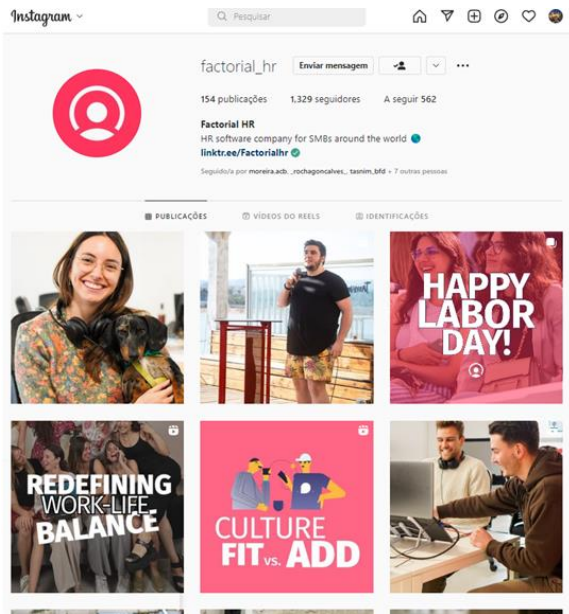 Instagram
Pesquisar
factorial_hr Enviar mensagem
154 publicações 1,329 seguidores A seguir 562
Factorial HR
HR software company for SMBs around the world
linktr.ee/Factorialhr
Seguido/a por moreira.acb, _rochagoncalves_, tasnim_bfd + 7 outras pessoas
PUBLICAÇÕES VÍDEOS DO REELS IDENTIFICAÇÕES
HAPPY
LABOR
DAY!
REDEFINING
WORK-LIFE
BALANCE
CULTURE
FIT vs. ADD